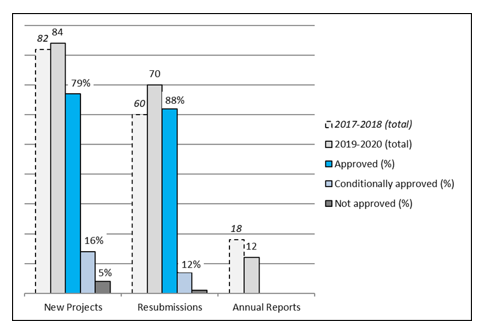 82
84
79%
16%
5%
60
70
88%
12%
18
12
New Projects
Resubmissions
Annual Reports
2017-2018 (total)
2019-2020 (total)
Approved (%)
Conditionally approved (%)
Not approved (%)